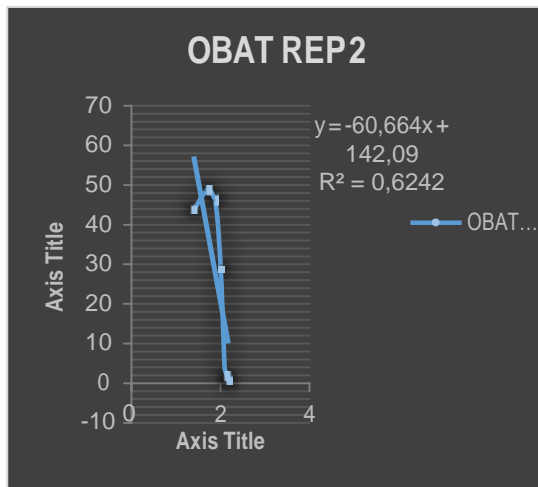 OBAT REP2
70
60
50
40
30
20
10
0
-10
0 2 4
Axis Title
Axis Title
y = -60,664x +
142,09
R² = 0,6242
OBAT...